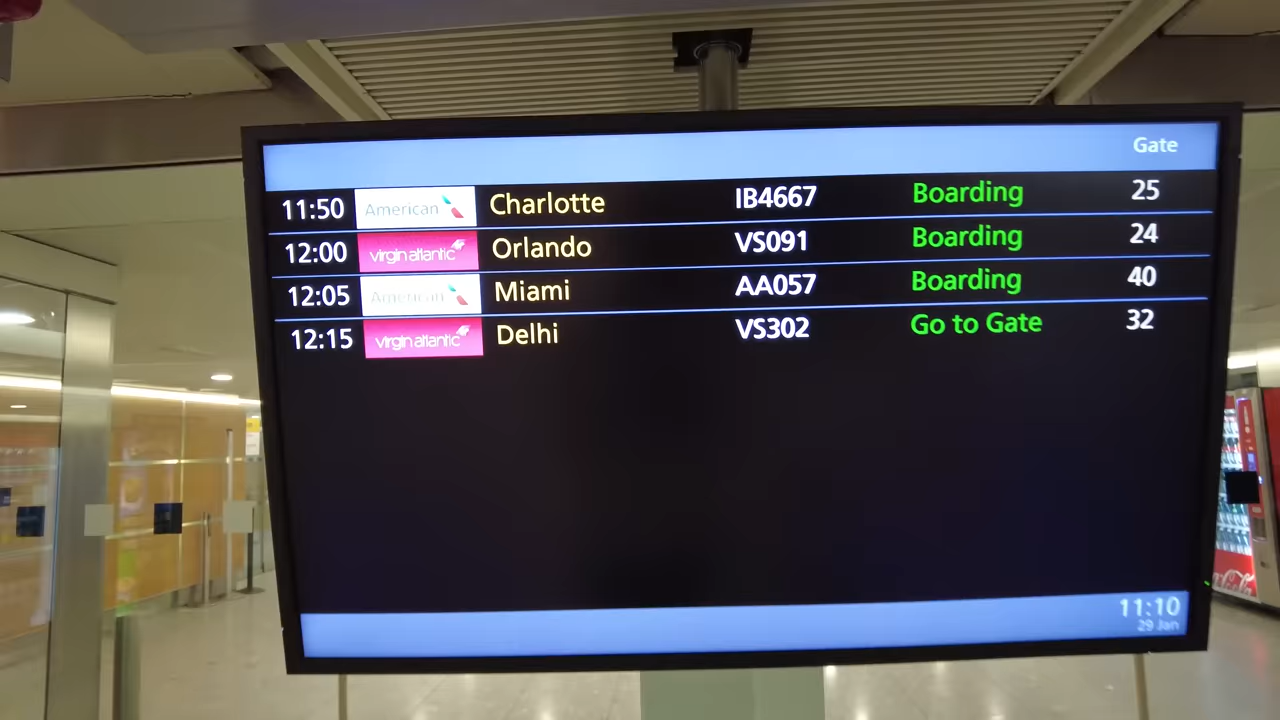 Gate
11:50 American Charlotte IB4667 Boarding 25
12:00 virgin atlantic Orlando VS091 Boarding 24
12:05 American Miami AA057 Boarding 40
12:15 virgin atlantic Delhi VS302 Go to Gate 32
11:10
29 Jan